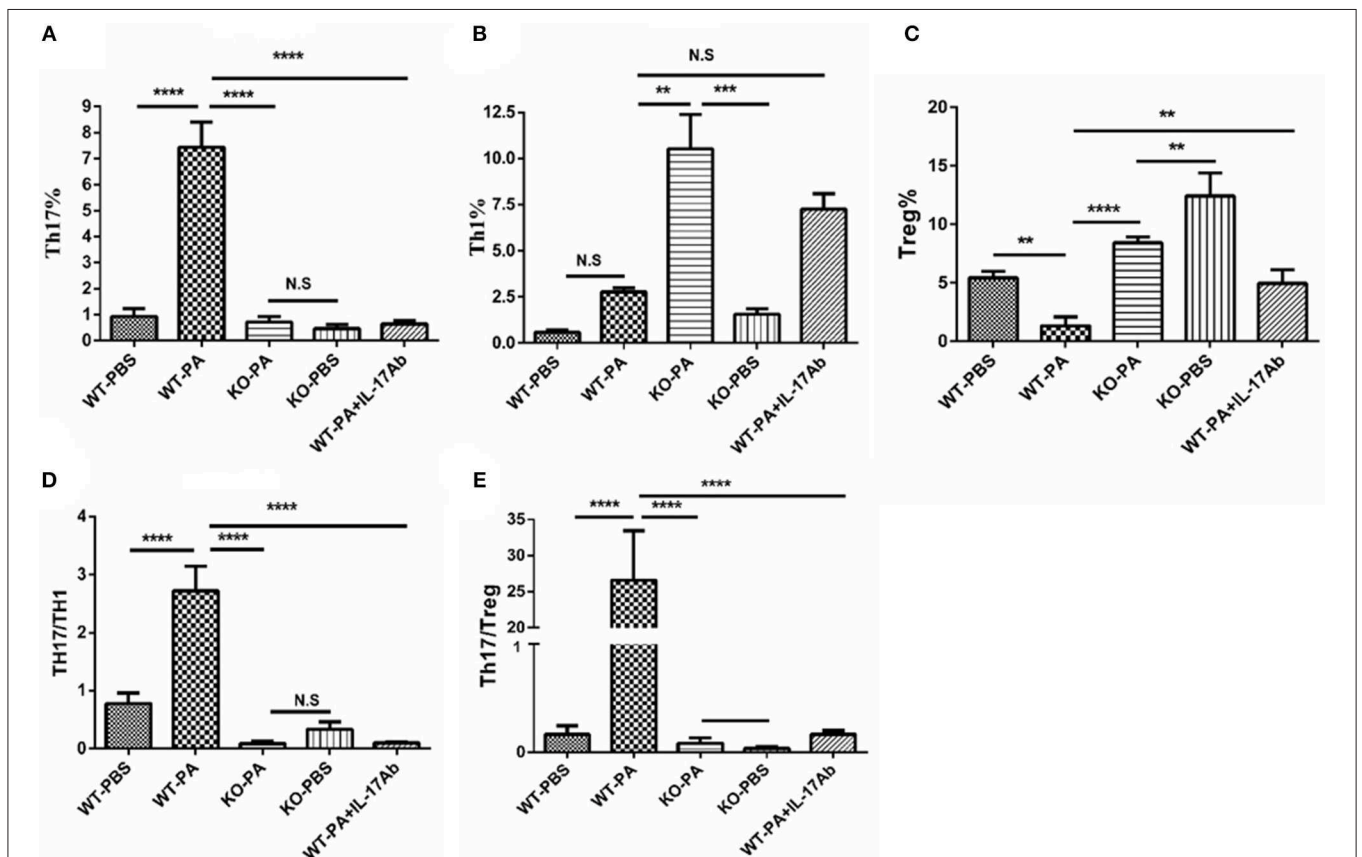 A
****
**** ****
9
8
7
6
5
4
3
2
1
0
Th17%
N.S
WT-PBS
WT-PA
KO-PA
KO-PBS
WT-PA+IL-17Ab
B
N.S
** ***
12.5
10.0
7.5
5.0
2.5
0.0
Th1%
N.S
WT-PBS
WT-PA
KO-PA
KO-PBS
WT-PA+IL-17Ab
C
20
15
10
5
0
Treg%
**
**
****
**
WT-PBS
WT-PA
KO-PA
KO-PBS
WT-PA+IL-17Ab
D
****
**** ****
4
3
2
1
0
TH17/TH1
N.S
WT-PBS
WT-PA
KO-PA
KO-PBS
WT-PA+IL-17Ab
E
****
**** ****
35
30
25
20
1
0
Th17/Treg
WT-PBS
WT-PA
KO-PA
KO-PBS
WT-PA+IL-17Ab